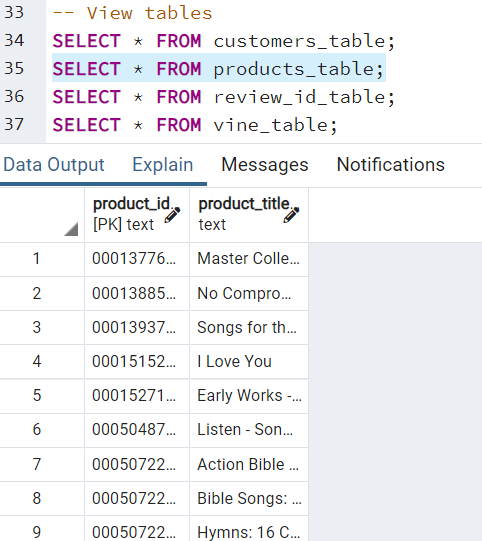 33 -- View tables
34 SELECT * FROM customers_table;
35 SELECT * FROM products_table;
36 SELECT * FROM review_id_table;
37 SELECT * FROM vine_table;
Data Output Explain Messages Notifications
product_id product_title
[PK] text text
1 00013776... Master Colle...
2 00013885... No Compro...
3 00013937... Songs for th...
4 00015152... I Love You
5 00015271... Early Works -...
6 00050487... Listen - Son...
7 00050722... Action Bible ...
8 00050722... Bible Songs: ...
9 00050722... Hymns: 16 C...